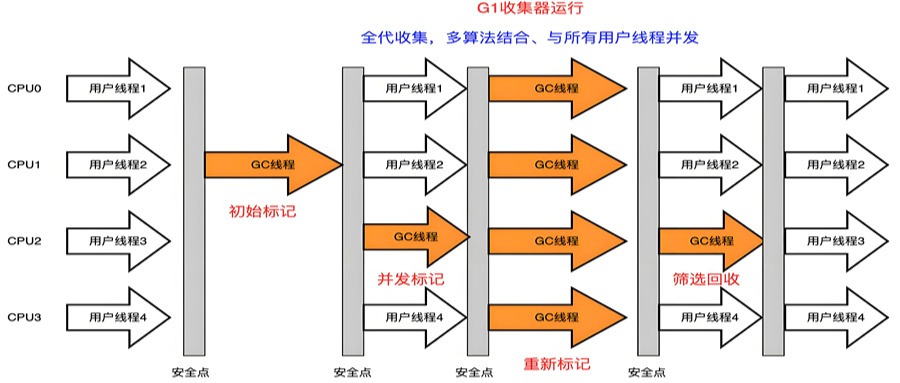 G1收集器运行
全代收集，多算法结合、与所有用户线程并发
CPU0 用户线程1 用户线程1 GC线程 用户线程1 用户线程1
CPU1 用户线程2 GC线程 用户线程2 GC线程 用户线程2 用户线程2
初始标记
CPU2 用户线程3 GC线程 GC线程 GC线程 用户线程3
并发标记 筛选回收
CPU3 用户线程4 用户线程4 GC线程 用户线程4 用户线程4
重新标记
安全点 安全点 安全点 安全点